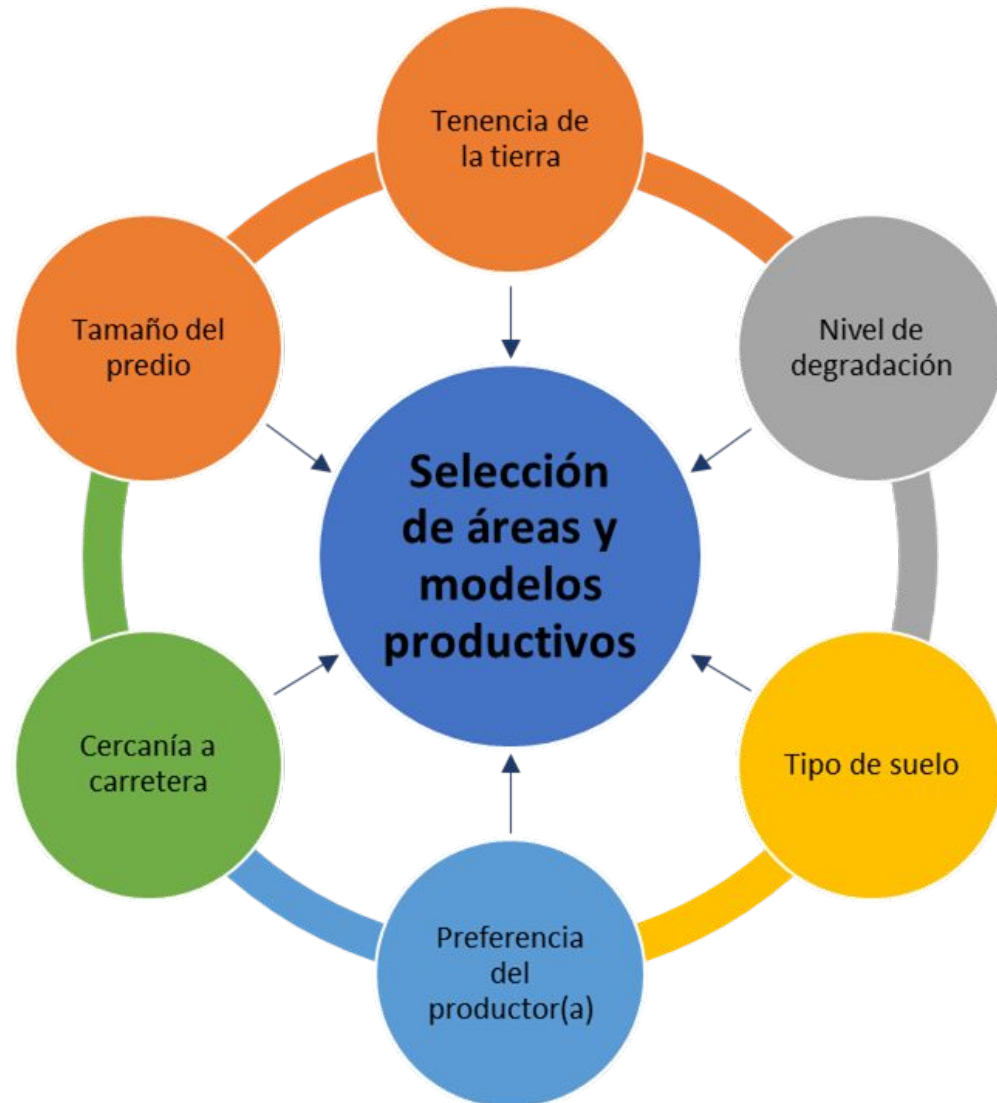 Tenencia de
la tierra
Tamaño del
predio
Nivel de
degradación
Selección
de áreas y
modelos
productivos
Cercanía a
carretera
Tipo de suelo
Preferencia
del
productor(a)